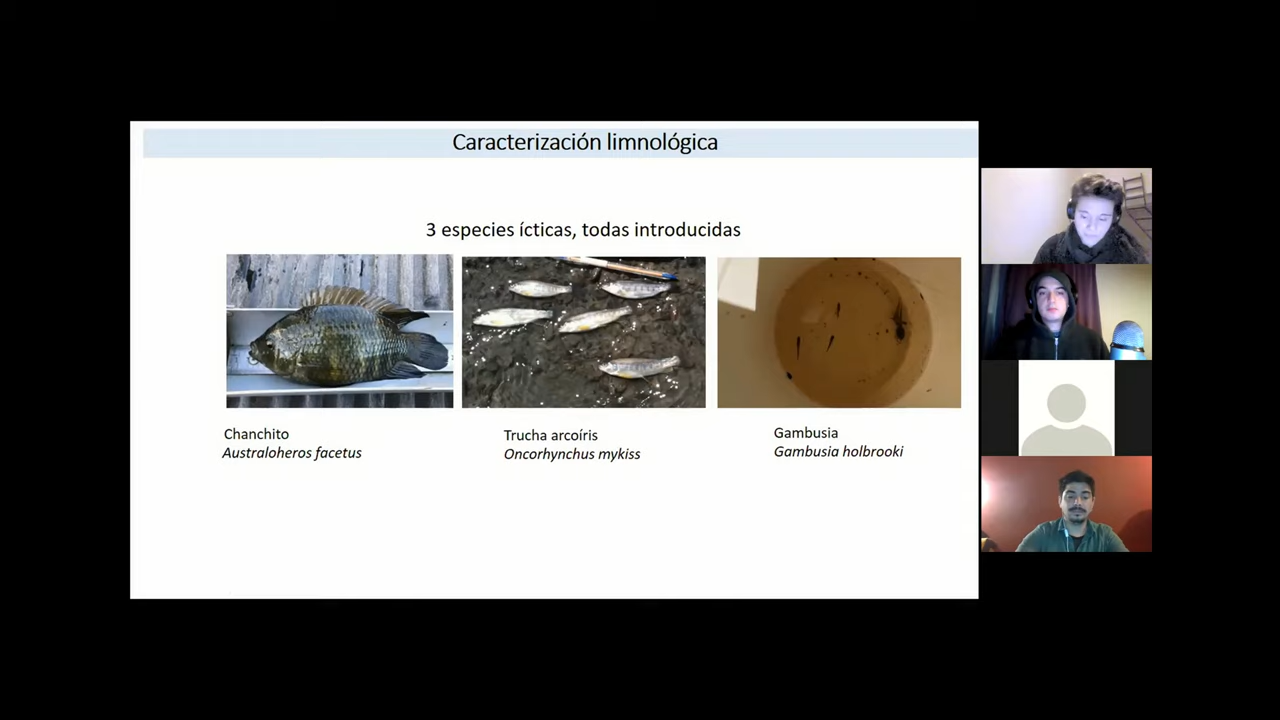 Caracterización limnológica
3 especies ícticas, todas introducidas
Chanchito
Australoheros facetus
Trucha arcoíris
Oncorhynchus mykiss
Gambusia
Gambusia holbrooki